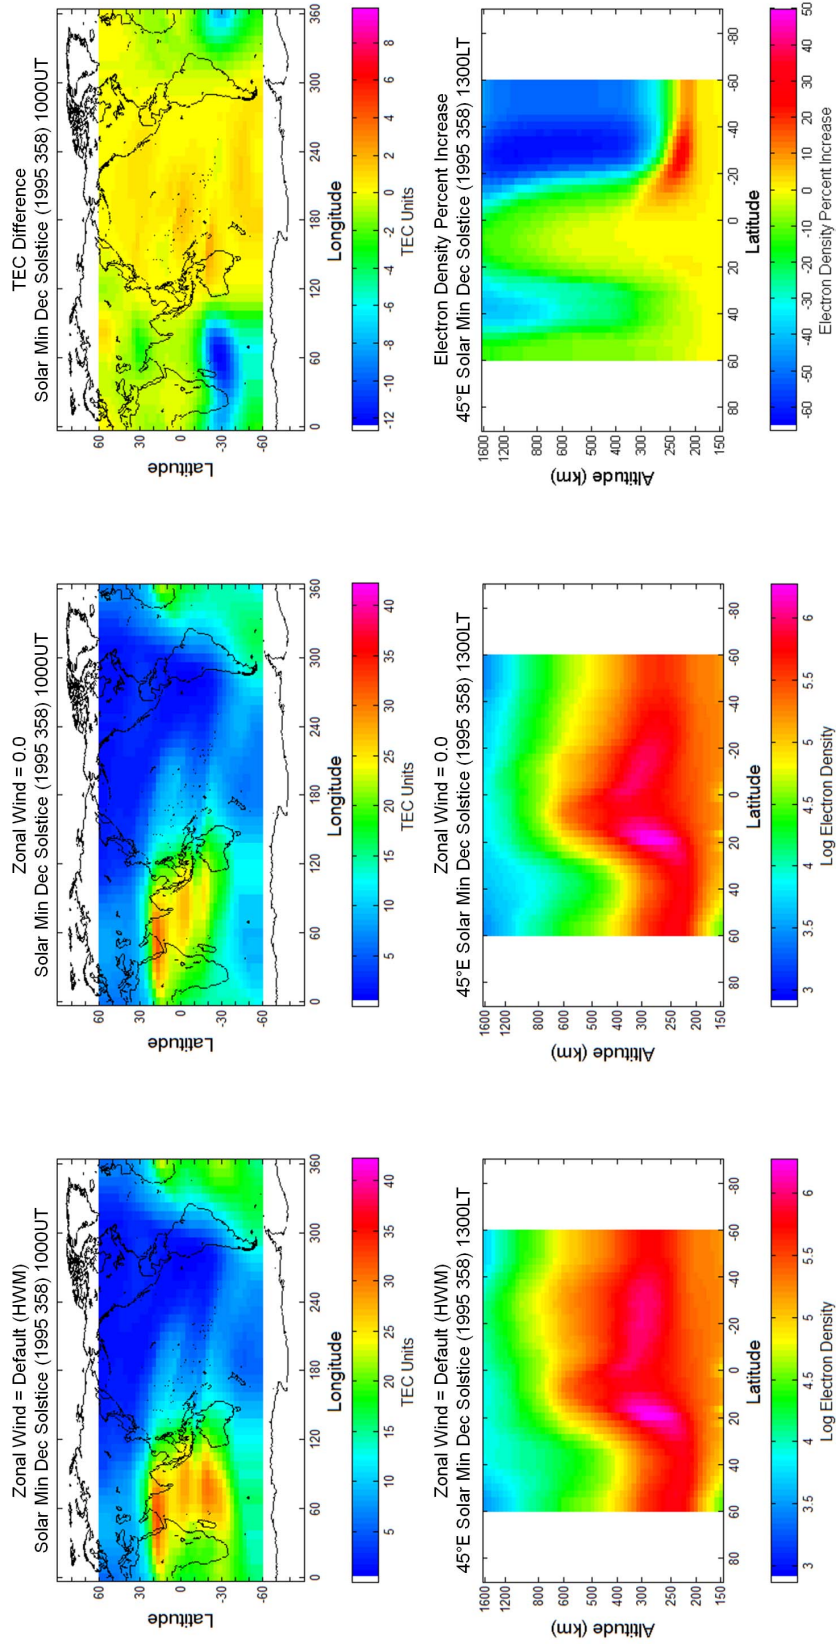 Zonal Wind = Default (HWM)
Solar Min Dec Solstice (1995 358) 1000UT
Latitude
60
30
0
-30
-60
0 60 120 180 240 300 360
Longitude
5 10 15 20 25 30 35 40
TEC Units
Zonal Wind = 0.0
Solar Min Dec Solstice (1995 358) 1000UT
Latitude
60
30
0
-30
-60
0 60 120 180 240 300 360
Longitude
5 10 15 20 25 30 35 40
TEC Units
TEC Difference
Solar Min Dec Solstice (1995 358) 1000UT
Latitude
60
30
0
-30
-60
0 60 120 180 240 300 360
Longitude
-12 -10 -8 -6 -4 -2 0 2 4 6 8
TEC Units
Zonal Wind = Default (HWM)
45°E Solar Min Dec Solstice (1995 358) 1300LT
Altitude (km)
1600
1200
800
600
500
400
300
250
200
150
80 60 40 20 0 -20 -40 -60 -80
Latitude
3 3.5 4 4.5 5 5.5 6
Log Electron Density
Zonal Wind = 0.0
45°E Solar Min Dec Solstice (1995 358) 1300LT
Altitude (km)
1600
1200
800
600
500
400
300
250
200
150
80 60 40 20 0 -20 -40 -60 -80
Latitude
3 3.5 4 4.5 5 5.5 6
Log Electron Density
Electron Density Percent Increase
45°E Solar Min Dec Solstice (1995 358) 1300LT
Altitude (km)
1600
1200
800
600
500
400
300
250
200
150
80 60 40 20 0 -20 -40 -60 -80
Latitude
-60 -50 -40 -30 -20 -10 0 10 20 30 40 50
Electron Density Percent Increase